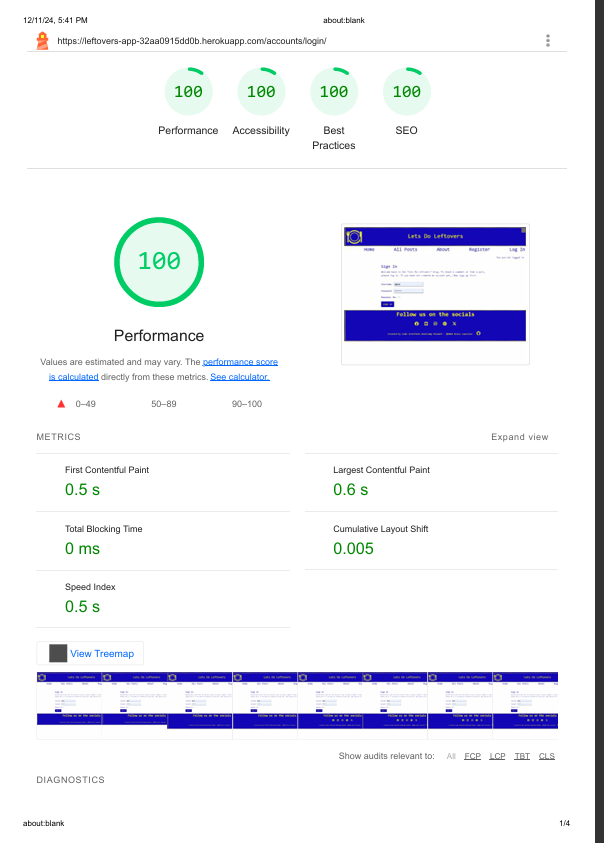 12/11/24, 5:41 PM about:blank
https://leftovers-app-32aa0915dd0b.herokuapp.com/accounts/login/
100 100 100 100
Performance Accessibility Best Practices SEO
100
Performance
Values are estimated and may vary. The performance score
is calculated directly from these metrics. See calculator.
0–49 50–89 90–100
Lets Do Leftovers
Home All Posts About Register Log In
Sign In
Follow us on the socials
METRICS Expand view
First Contentful Paint
0.5 s
Largest Contentful Paint
0.6 s
Total Blocking Time
0 ms
Cumulative Layout Shift
0.005
Speed Index
0.5 s
View Treemap
Show audits relevant to: All FCP LCP TBT CLS
DIAGNOSTICS
about:blank 1/4